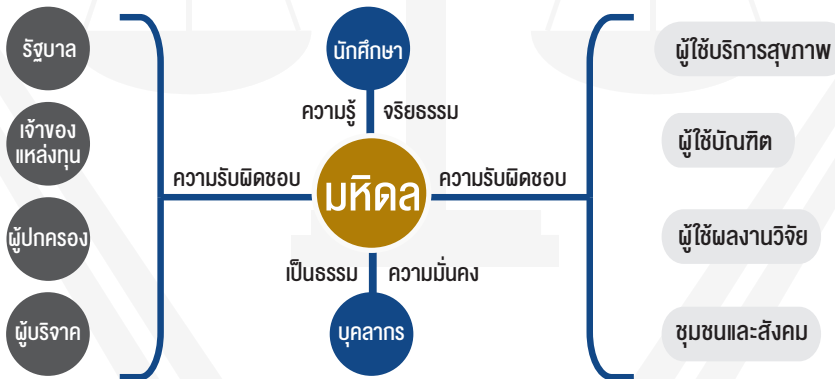 รัฐบาล
เจ้าของ
แหล่งทุน
ผู้ปกครอง
ผู้บริจาค
นักศึกษา
ความรู้ จริยธรรม
ความรับผิดชอบ มหิดล ความรับผิดชอบ
เป็นธรรม ความมั่นคง
บุคลากร
ผู้ใช้บริการสุขภาพ
ผู้ใช้บัณฑิต
ผู้ใช้ผลงานวิจัย
ชุมชนและสังคม